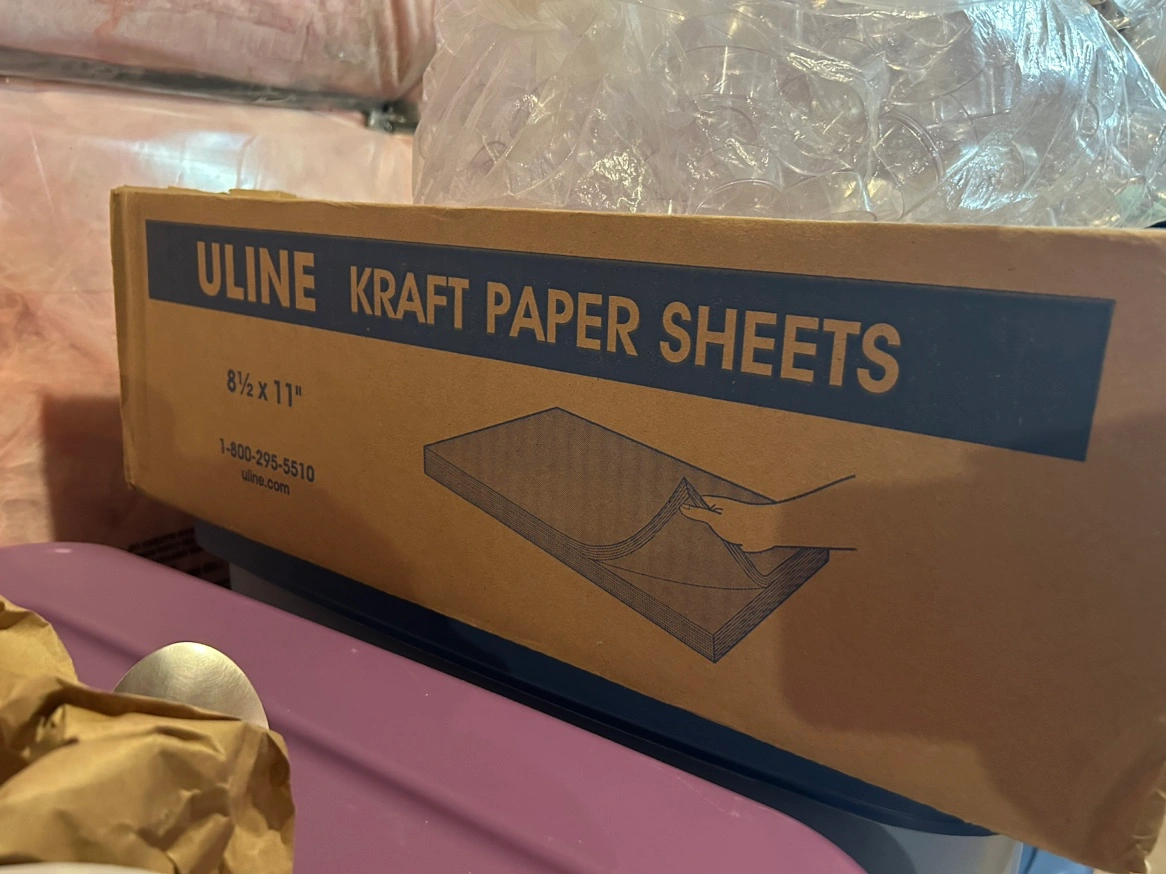 ULINE KRAFT PAPER SHEETS
8½ x 11"
1-800-295-5510
uline.com